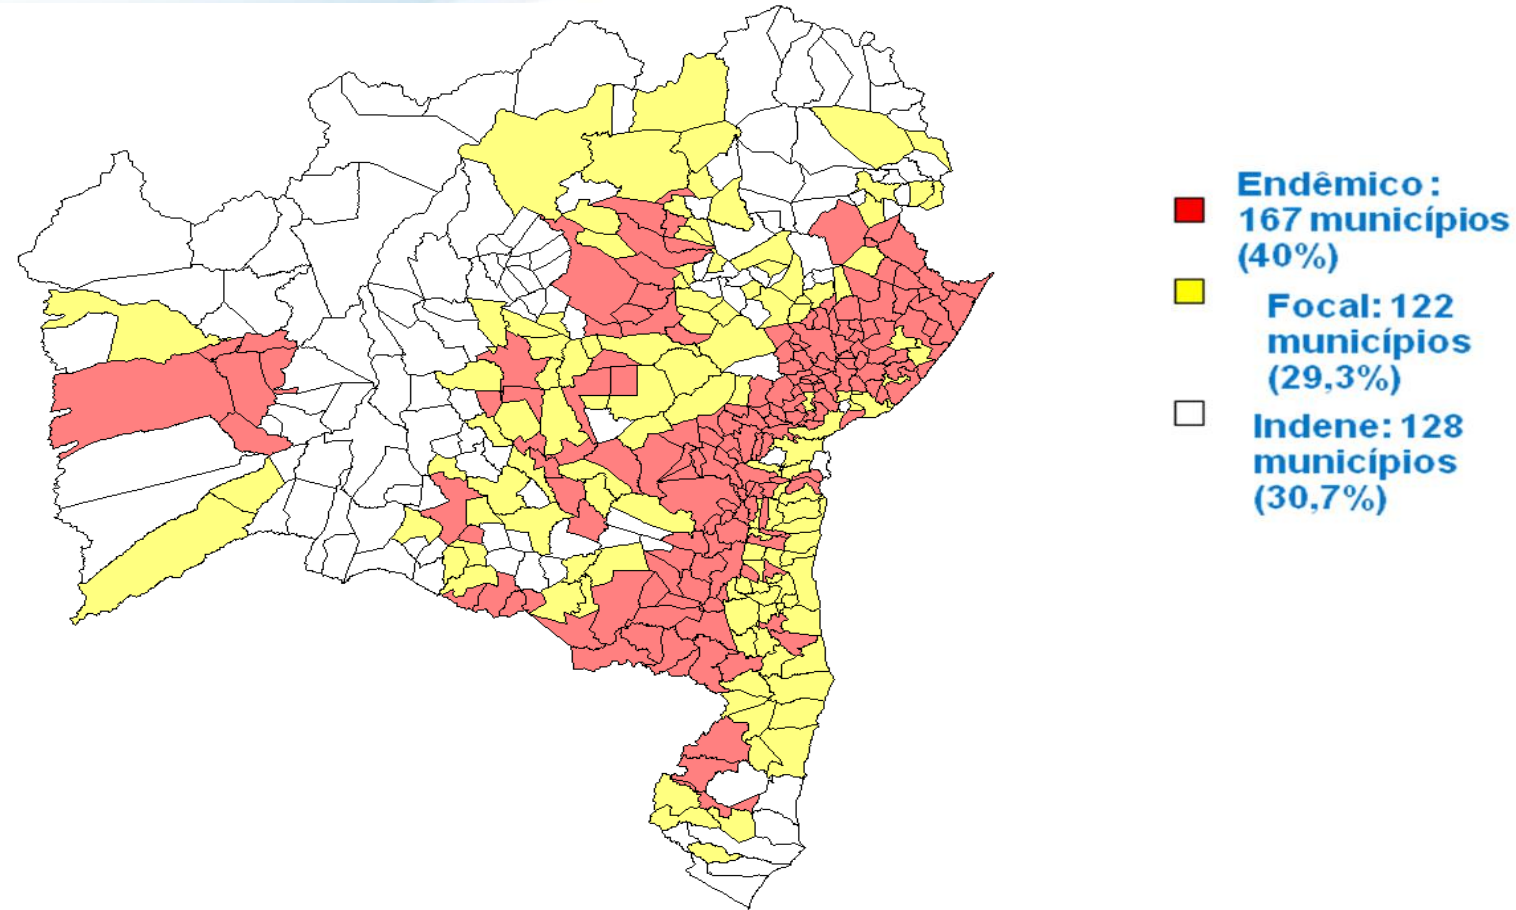 Endêmico :
167 municípios
(40%)
Focal: 122
municípios
(29,3%)
Indene: 128
municípios
(30,7%)